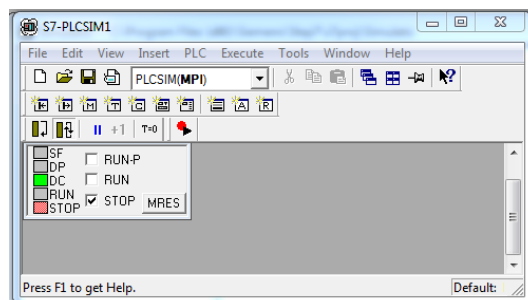 S7-PLCSIM1
File Edit View Insert PLC Execute Tools Window Help
PLCSIM(MPI)
+1 T=0
SF
DP
DC
RUN
STOP
RUN-P
RUN
STOP MRES
Press F1 to get Help. Default: